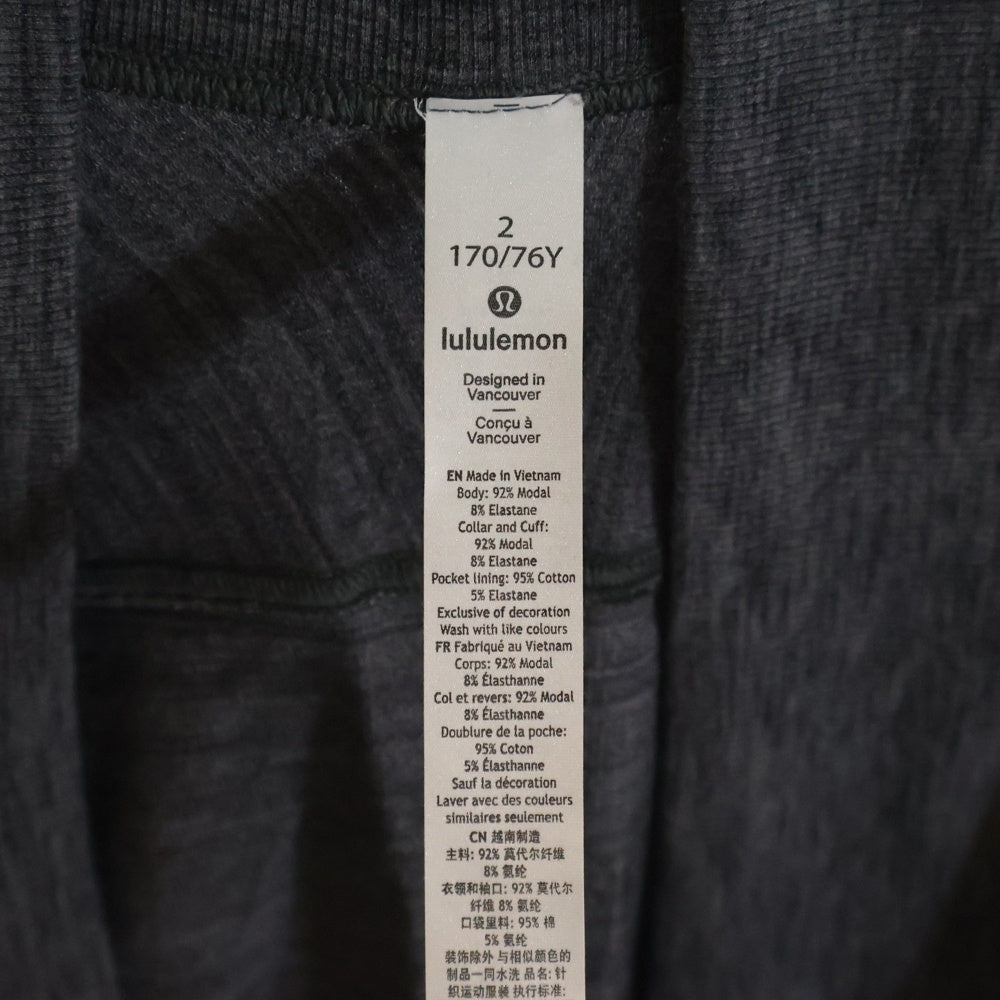 2
170/76Y
lululemon
Designed in
Vancouver
Conçu à
Vancouver
EN Made in Vietnam
Body: 92% Modal
8% Elastane
Collar and Cuff:
92% Modal
8% Elastane
Pocket lining: 95% Cotton
5% Elastane
Exclusive of decoration
Wash with like colours
FR Fabriqué au Vietnam
Corps: 92% Modal
8% Élasthanne
Col et revers: 92% Modal
8% Élasthanne
Doublure de la poche:
95% Coton
5% Élasthanne
Sauf la décoration
Laver avec des couleurs
similaires seulement
CN 越南制造
主料: 92% 莫代尔纤维
8% 氨纶
衣领和袖口: 92% 莫代尔
纤维 8% 氨纶
口袋里料: 95% 棉
5% 氨纶
装饰除外 与相似颜色的
制品一同水洗 品名: 针
织运动服装 执行标准: